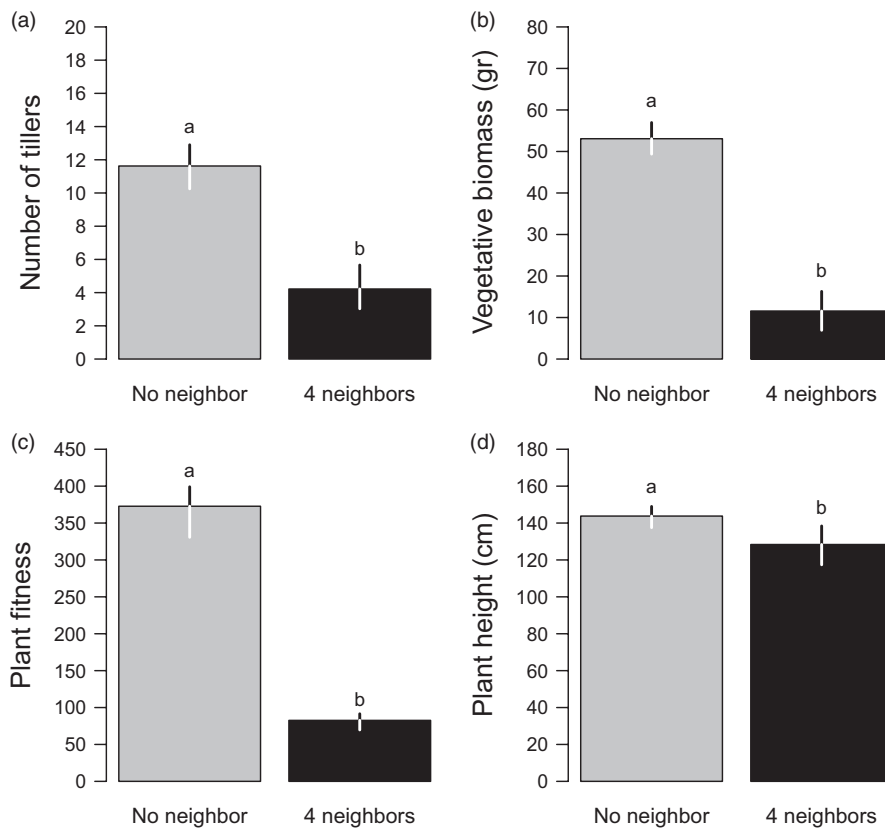 (a)
Number of tillers
20
18
16
14
12
10
8
6
4
2
0
a
b
No neighbor
4 neighbors
(b)
Vegetative biomass (gr)
80
70
60
50
40
30
20
10
0
a
b
No neighbor
4 neighbors
(c)
Plant fitness
450
400
350
300
250
200
150
100
50
0
a
b
No neighbor
4 neighbors
(d)
Plant height (cm)
180
160
140
120
100
80
60
40
20
0
a
b
No neighbor
4 neighbors